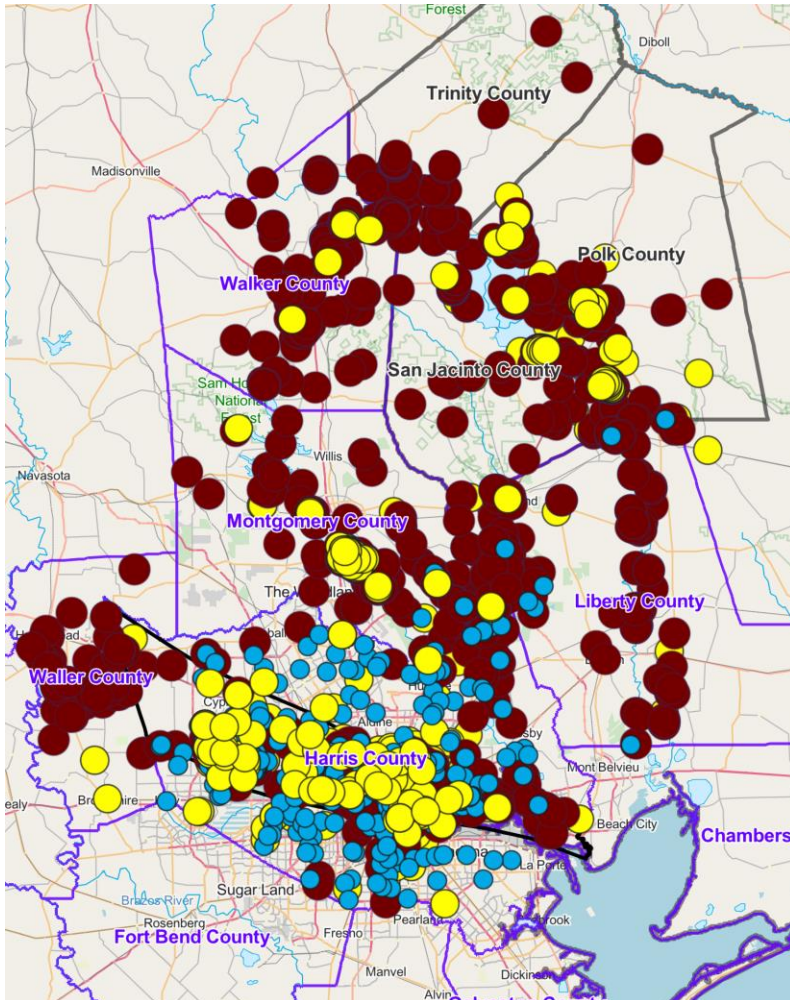 Forest
Diboll
Trinity County
Madisonville
Polk County
Walker County
San Jacinto County
Sam Ho
National
Forest
Willis
Navasota
Montgomery County
The W
Liberty County
Waller County
Cyp
Aldine
Harris County
Mont Belvieu
Beach City
Chambers
La Porte
Sugar Land
Brazos River
Pearland
Rosenberg
Fresno
Fort Bend County
Manvel
Dickinson
Alvin